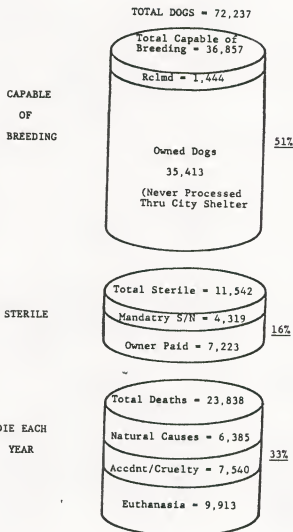 TOTAL DOGS = 72,237
Total Capable of
Breeding = 36,857
Rclmd = 1,444
CAPABLE
OF
BREEDING
Owned Dogs
35,413
(Never Processed
Thru City Shelter
51%
Total Sterile = 11,542
STERILE
Mandatry S/N = 4,319
Owner Paid = 7,223
16%
Total Deaths = 23,838
DIE EACH
YEAR
Natural Causes = 6,385
Accdnt/Cruelty = 7,540
Euthanasia = 9,913
33%